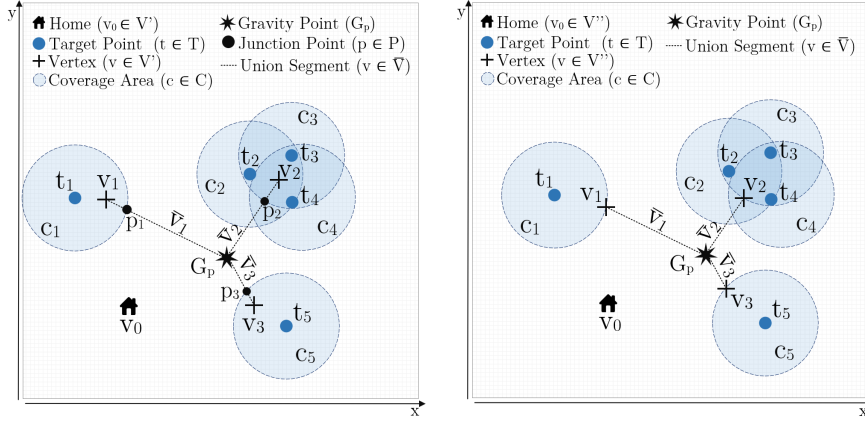 y
Home (v₀ ∈ V')
Target Point (t ∈ T)
Vertex (v ∈ V')
Coverage Area (c ∈ C)
Gravity Point (Gₚ)
Junction Point (p ∈ P)
Union Segment (v ∈ V̄)
c₃
t₂
t₃
v₂
t₁
v₁
c₂
t₄
p₂
p₁
c₁
v̄₁
v̄₂
c₄
Gₚ
v̄₃
p₃
v₃
t₅
v₀
c₅
x
y
Home (v₀ ∈ V'')
Target Point (t ∈ T)
Vertex (v ∈ V'')
Coverage Area (c ∈ C)
Gravity Point (Gₚ)
Union Segment (v ∈ V̄)
c₃
t₂
t₃
t₁
v₁
c₂
v₂
t₄
c₁
v̄₁
v̄₂
c₄
Gₚ
v̄₃
v₃
t₅
v₀
c₅
x